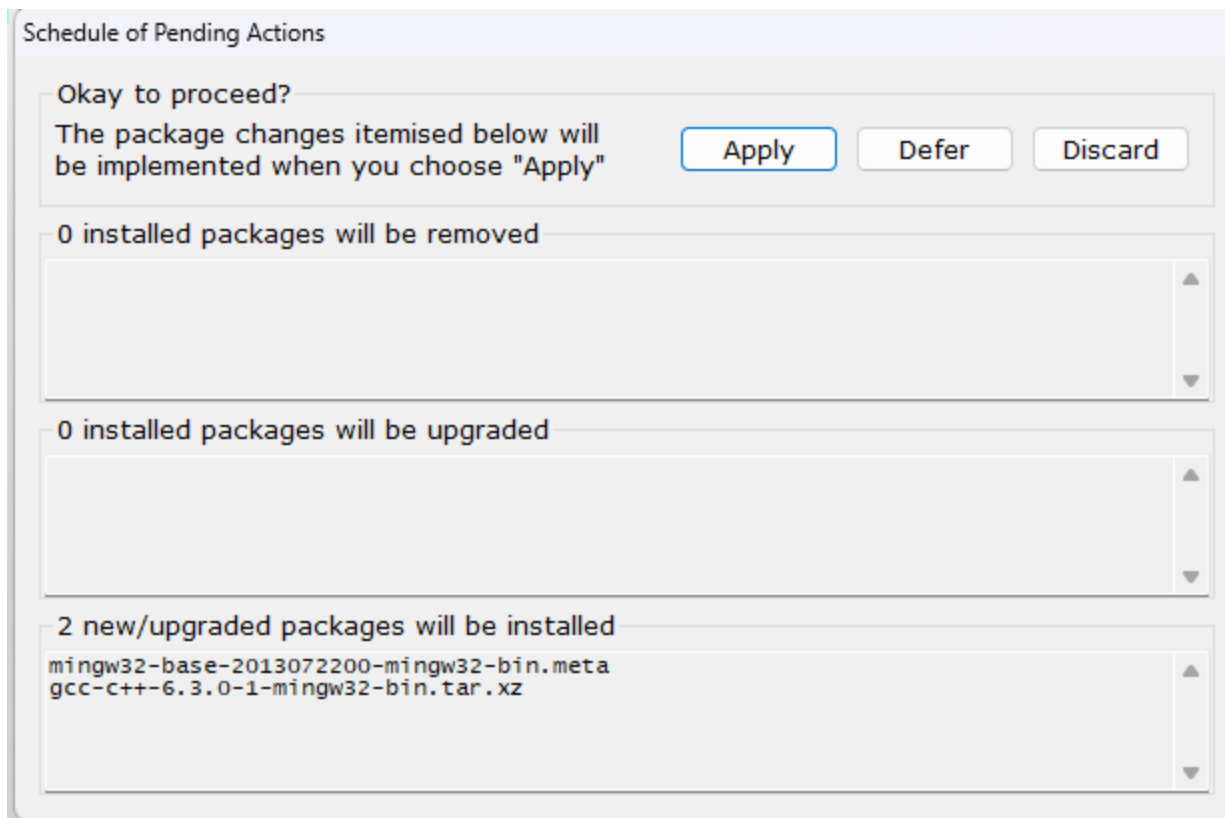 Schedule of Pending Actions
Okay to proceed?
The package changes itemised below will
be implemented when you choose "Apply"
Apply
Defer
Discard
0 installed packages will be removed
0 installed packages will be upgraded
2 new/upgraded packages will be installed
mingw32-base-2013072200-mingw32-bin.meta
gcc-c++-6.3.0-1-mingw32-bin.tar.xz